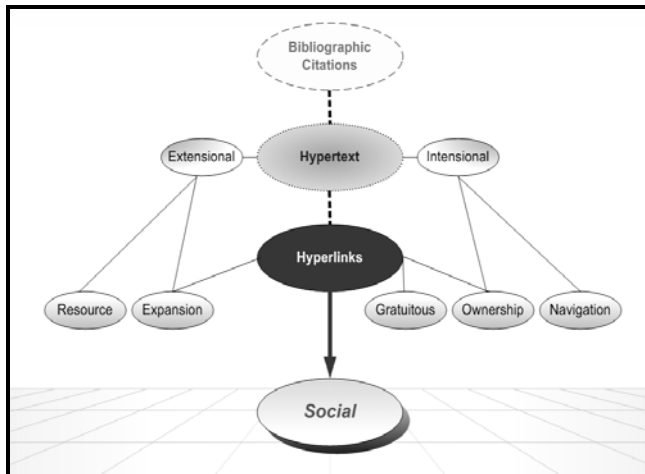 Bibliographic
Citations
Extensional
Hypertext
Intensional
Hyperlinks
Resource
Expansion
Gratuitous
Ownership
Navigation
Social